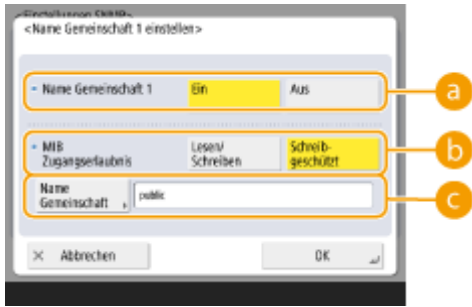 <Einstellungen SNMP>
<Name Gemeinschaft 1 einstellen>
Name Gemeinschaft 1 Ein Aus a
MIB Lesen/ Schreib-
Zugangserlaubnis Schreiben geschützt b
Name
Gemeinschaft public c
× Abbrechen OK